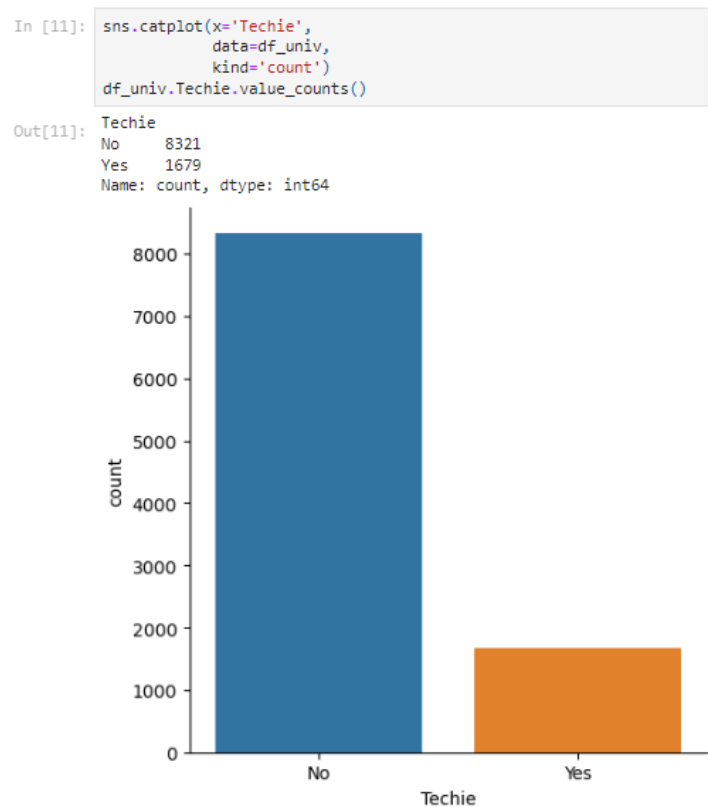 In [11]: sns.catplot(x='Techie',
data=df_univ,
kind='count')
df_univ.Techie.value_counts()
Out[11]: Techie
No 8321
Yes 1679
Name: count, dtype: int64
8000
7000
6000
5000
4000
3000
2000
1000
0
count
No Yes
Techie